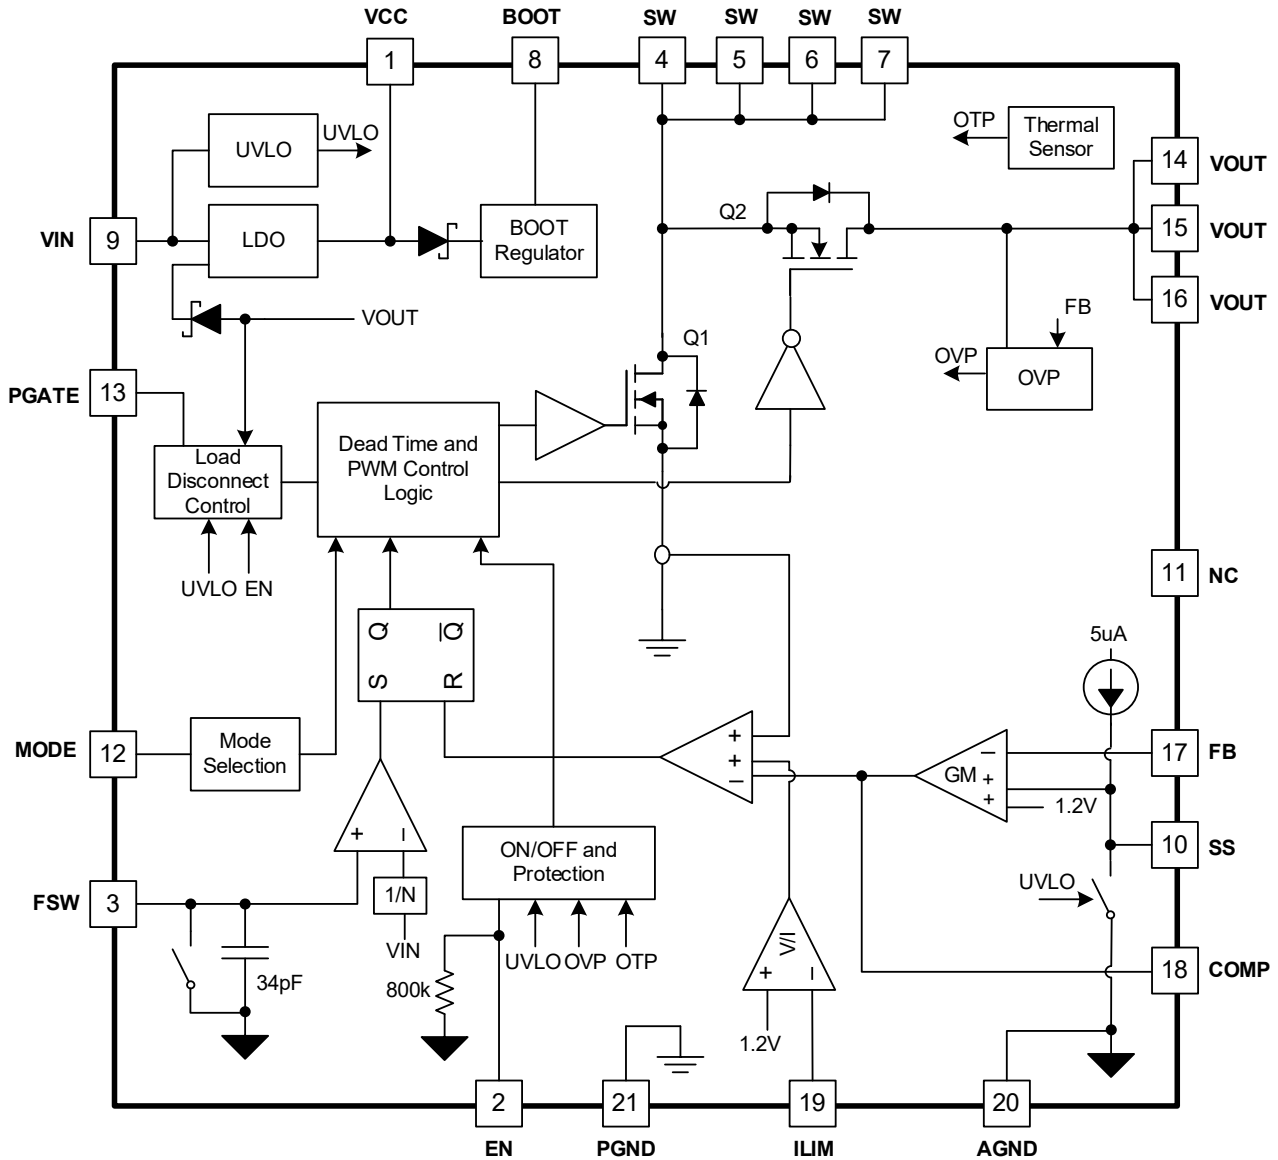 VCC
BOOT
SW
SW
SW
SW
1
8
4
5
6
7
UVLO
UVLO
OTP
Thermal
Sensor
14
VOUT
VIN
9
LDO
BOOT
Regulator
Q2
15
VOUT
16
VOUT
VOUT
FB
Q1
OVP
OVP
PGATE
13
Load
Disconnect
Control
Dead Time and
PWM Control
Logic
UVLO
EN
11
NC
S
Q
R
Q̅
5uA
MODE
12
Mode
Selection
+
+
−
GM
−
+
+
1.2V
17
FB
+
−
ON/OFF and
Protection
10
SS
FSW
3
1/N
VIN
UVLO
34pF
800k
UVLO
OVP
OTP
V/I
+
−
1.2V
18
COMP
2
21
19
20
EN
PGND
ILIM
AGND